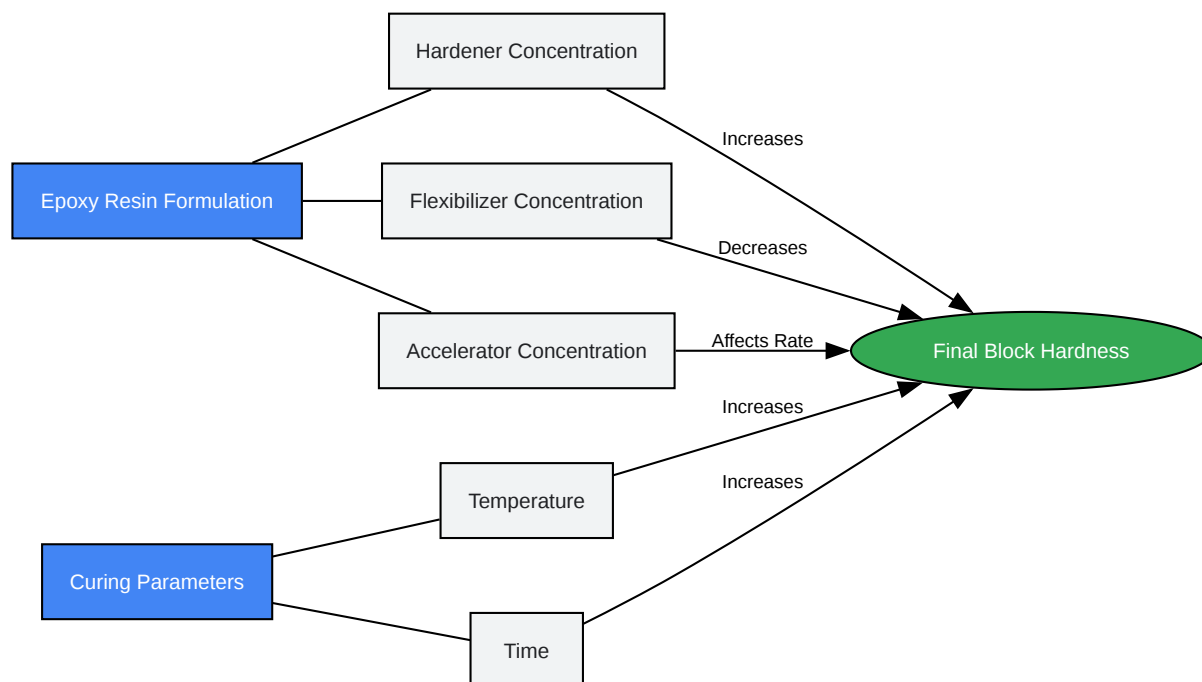 Hardener Concentration
Increases
Epoxy Resin Formulation
Flexibilizer Concentration
Decreases
Accelerator Concentration
Affects Rate
Final Block Hardness
Increases
Temperature
Increases
Curing Parameters
Time